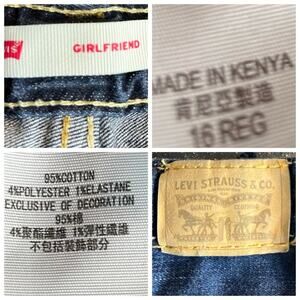 EVI'S
GIRLFRIEND
MADE IN KENYA
肯尼亞製造
16 REG
95%COTTON
4%POLYESTER 1%ELASTANE
EXCLUSIVE OF DECORATION
95%棉
4%聚酯纖維 1%彈性纖維
不包括裝飾部分
LEVI STRAUSS & CO.